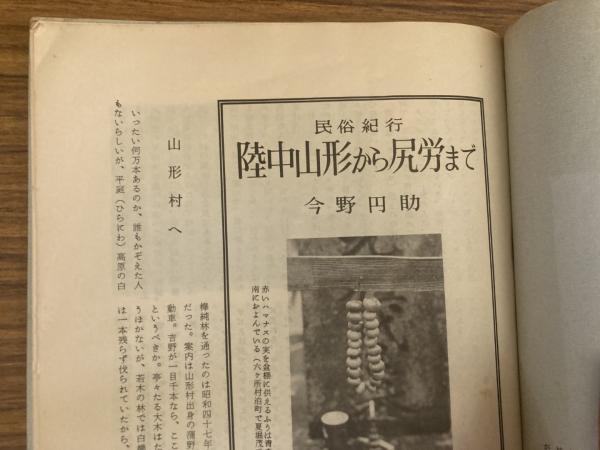 民俗紀行
陸中山形から尻労まで
今野円助
赤いハマナスの実を盆棚に供えるふうは青
南におよんでいる(六ヶ所村泊町で夏堀茂
山形村へ
いったい何万本あるのか、誰もかぞえた人
もないらしいが、平庭(ひらにわ)高原の白
樺純林を通ったのは昭和四十七年
だった。案内は山形村出身の蒲野
動車。吉野が一目千本なら、ここ
というべきか。亭々たる大木はた
うほかないが、若木の林では白樺
は一本残らず伐られていたから、